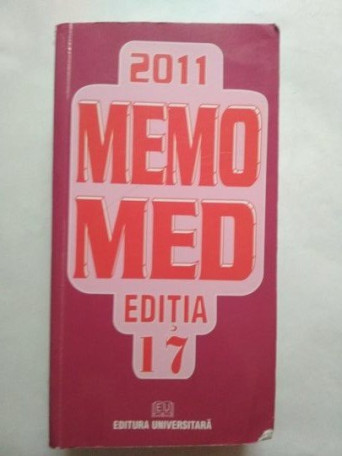 2011
MEMO
MED
EDIȚIA
17
EU
EDITURA UNIVERSITARĂ